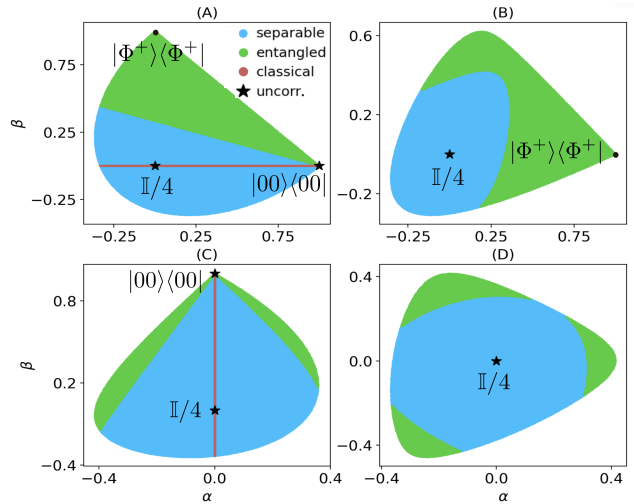 (A)
separable
entangled
classical
uncorr.
|Φ⁺⟩⟨Φ⁺|
0.75
0.25
−0.25
β
𝕀/4
|00⟩⟨00|
−0.25 0.25 0.75
(B)
0.6
0.2
−0.2
|Φ⁺⟩⟨Φ⁺|
𝕀/4
−0.25 0.25 0.75
(C)
|00⟩⟨00|
0.8
0.2
−0.4
β
𝕀/4
−0.4 0.0 0.4
α
(D)
0.4
0.0
−0.4
𝕀/4
−0.4 0.0 0.4
α